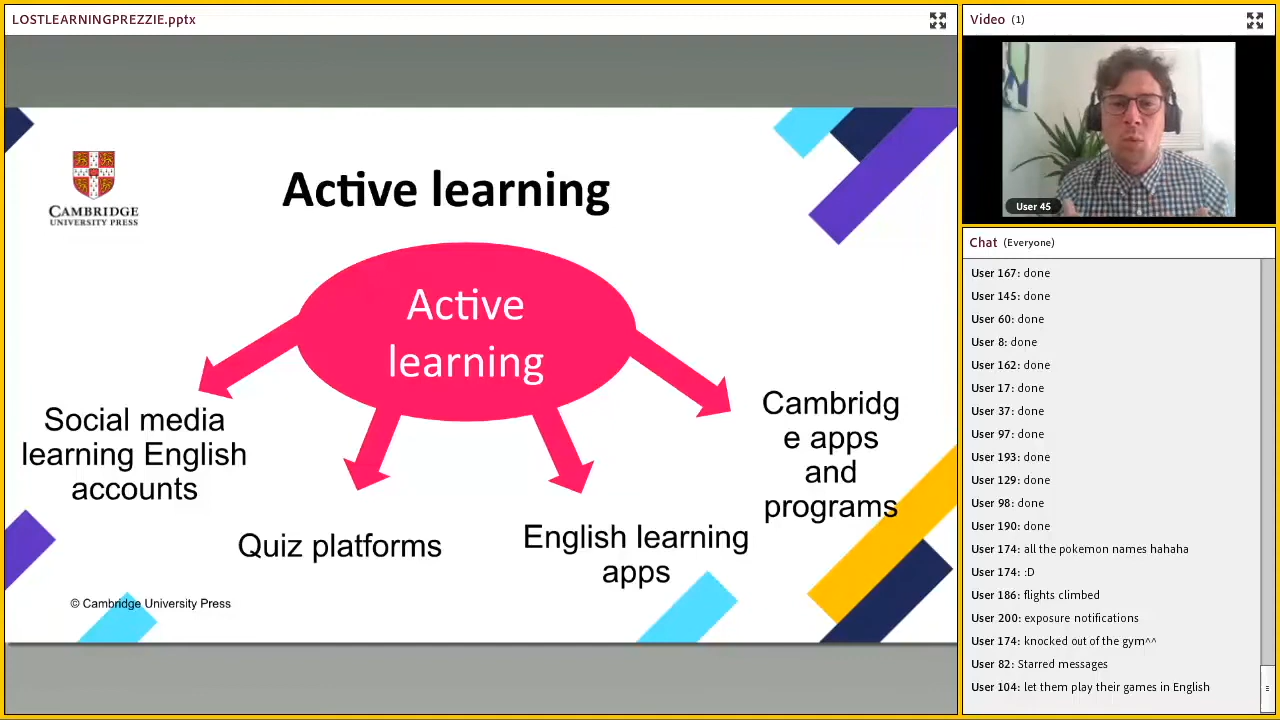 LOSTLEARNINGPREZZIE.pptx
CAMBRIDGE
UNIVERSITY PRESS
Active learning
Active
learning
Social media
learning English
accounts
Quiz platforms
English learning
apps
Cambridg
e apps
and
programs
© Cambridge University Press
Video (1)
User 45
Chat (Everyone)
User 167: done
User 145: done
User 60: done
User 8: done
User 162: done
User 17: done
User 37: done
User 97: done
User 193: done
User 129: done
User 98: done
User 190: done
User 174: all the pokemon names hahaha
User 174: :D
User 186: flights climbed
User 200: exposure notifications
User 174: knocked out of the gym^^
User 82: Starred messages
User 104: let them play their games in English